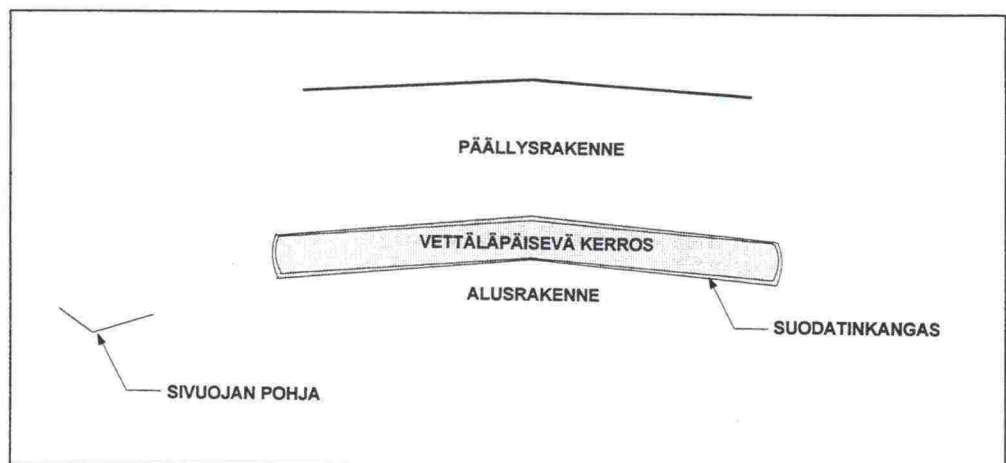 PÄÄLLYSRAKENNE
VETTÄLÄPÄISEVÄ KERROS
ALUSRAKENNE
SUODATINKANGAS
SIVUOJAN POHJA